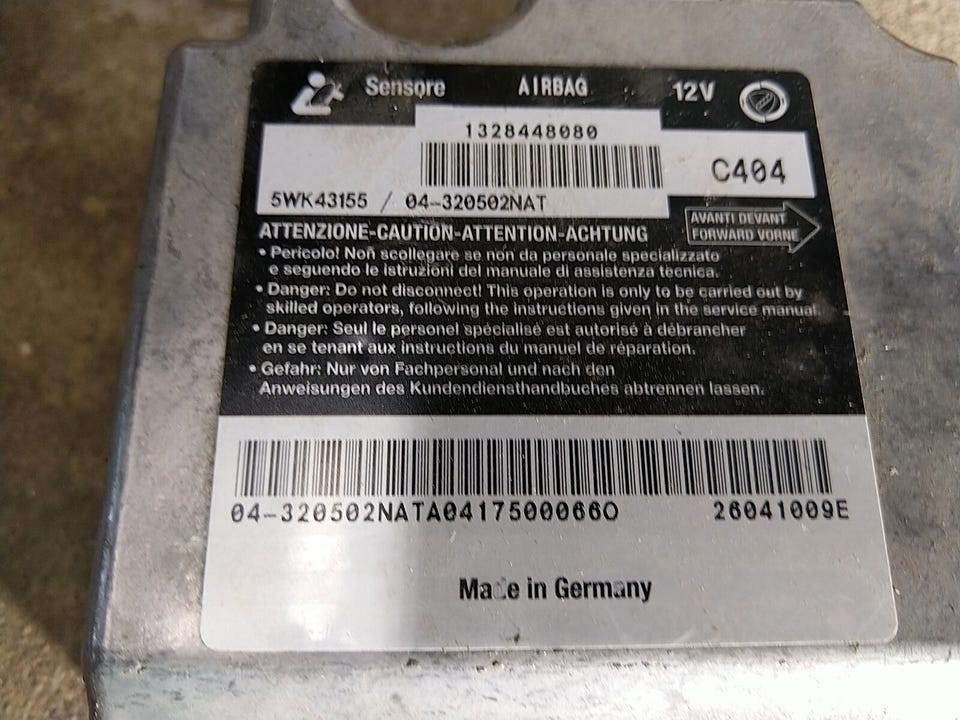 Sensore AIRBAG 12V
1328448080
C404
5WK43155 / 04-320502NAT
AVANTI DEVANT
FORWARD VORNE
ATTENZIONE-CAUTION-ATTENTION-ACHTUNG
• Pericolo! Non scollegare se non da personale specializzato
e seguendo le istruzioni del manuale di assistenza tecnica.
• Danger: Do not disconnect! This operation is only to be carried out by
skilled operators, following the instructions given in the service manual.
• Danger: Seul le personel spécialisé est autorisé à débrancher
en se tenant aux instructions du manuel de réparation.
• Gefahr: Nur von Fachpersonal und nach den
Anweisungen des Kundendiensthandbuches abtrennen lassen.
04-320502NATA0417500066O 26041009E
Made in Germany